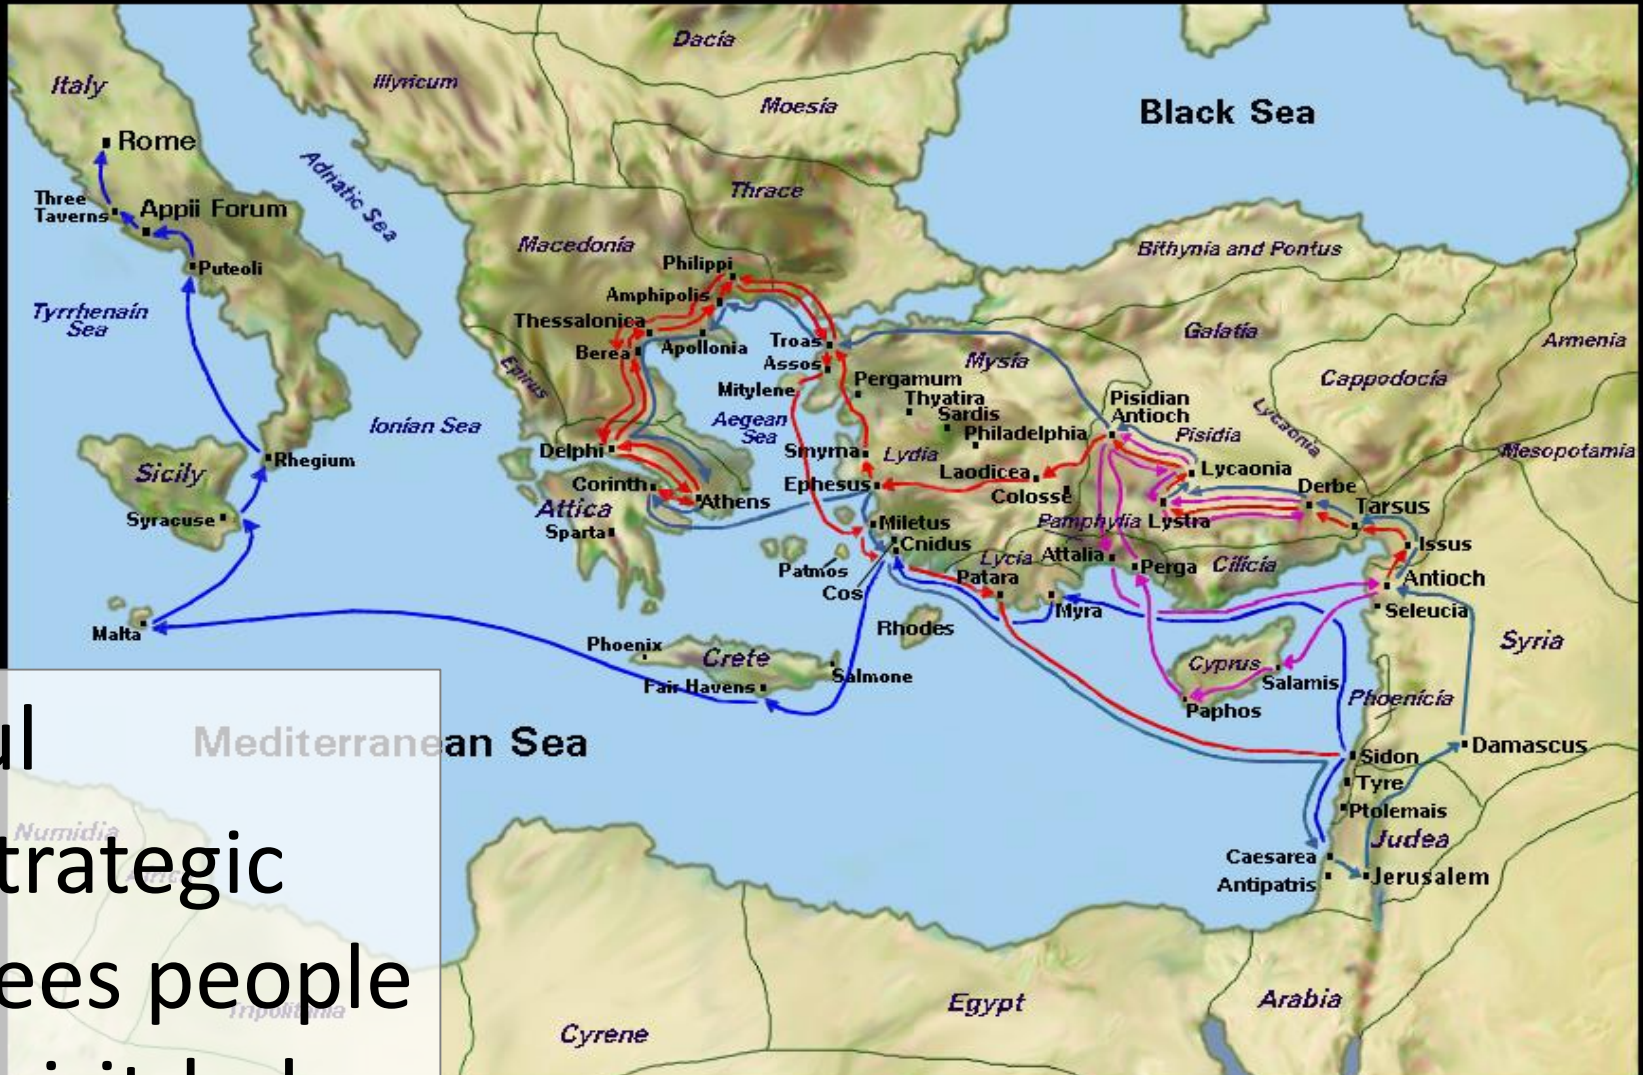 Dacia
Italy
Illyricum
Moesia
Black Sea
Rome
Adriatic Sea
Thrace
Three
Taverns
Appii Forum
Macedonia
Bithynia and Pontus
Philippi
Puteoli
Amphipolis
Tyrrhenain
Sea
Thessalonica
Galatia
Armenia
Berea
Apollonia
Troas
Assos
Mysia
Epirus
Cappodocia
Mitylene
Pergamum
Thyatira
Pisidian
Antioch
Lycaonia
Sardis
Aegean
Sea
Ionian Sea
Philadelphia
Pisidia
Delphi
Smyrna
Lydia
Mesopotamia
Rhegium
Sicily
Laodicea
Lycaonia
Corinth
Athens
Ephesus
Colosse
Derbe
Attica
Tarsus
Syracuse
Sparta
Miletus
Pamphylia
Lystra
Cnidus
Issus
Patmos
Lycia
Attalia
Perga
Cilicia
Patara
Antioch
Cos
Myra
Seleucia
Malta
Rhodes
Phoenix
Crete
Syria
Cyprus
Salmone
Fair Havens
Salamis
Phoenicia
Paphos
ul
Mediterranean Sea
Damascus
Sidon
Tyre
Ptolemais
Numidia
Judea
trategic
Caesarea
Jerusalem
Antipatris
ees people
Tripolitania
Egypt
Arabia
Cyrene